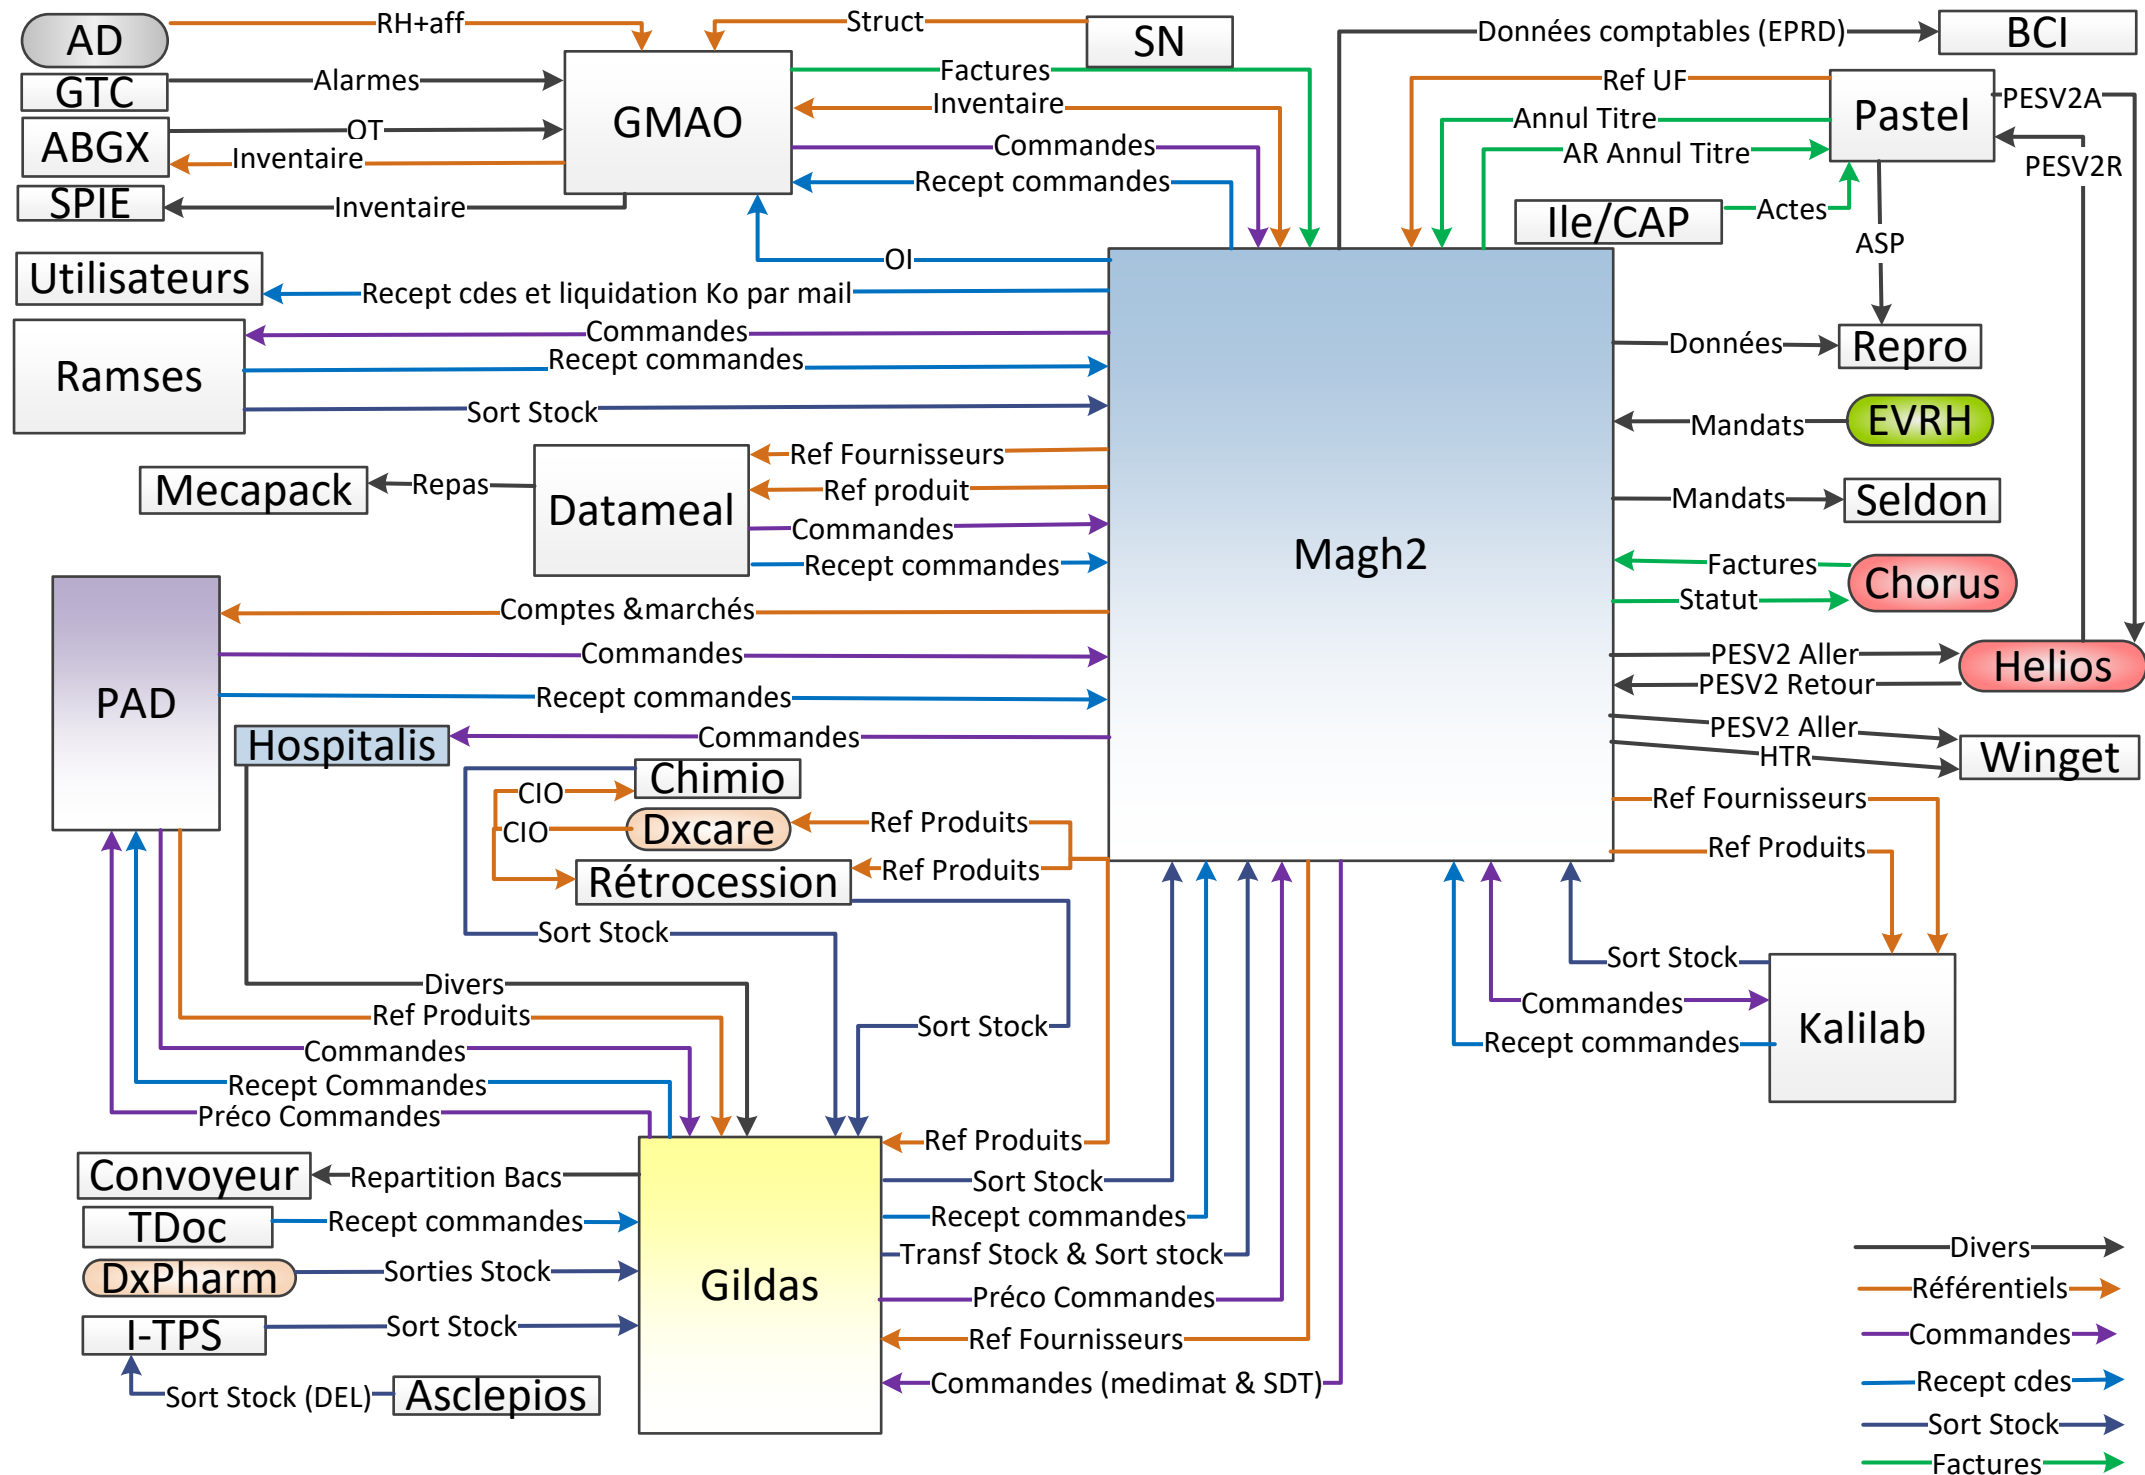 AD
RH+aff
Struct
SN
Données comptables (EPRD)
BCI
GTC
Alarmes
GMAO
Factures
Ref UF
Pastel
PESV2A
ABGX
OT
Inventaire
Annul Titre
Inventaire
Commandes
AR Annul Titre
PESV2R
SPIE
Inventaire
Recept commandes
Ile/CAP
Actes
ASP
Utilisateurs
OI
Recept cdes et liquidation Ko par mail
Ramses
Commandes
Recept commandes
Données
Repro
Sort Stock
Mandats
EVRH
Mecapack
Repas
Datameal
Ref Fournisseurs
Ref produit
Commandes
Recept commandes
Magh2
Mandats
Seldon
Factures
Chorus
Statut
PAD
Comptes &marchés
Commandes
Recept commandes
PESV2 Aller
Helios
PESV2 Retour
Hospitalis
Commandes
PESV2 Aller
HTR
Winget
CIO
Chimio
CIO
Dxcare
Ref Produits
Rétrocession
Ref Produits
Ref Fournisseurs
Ref Produits
Sort Stock
Sort Stock
Commandes
Kalilab
Recept commandes
Divers
Ref Produits
Sort Stock
Commandes
Recept Commandes
Préco Commandes
Ref Produits
Convoyeur
Repartition Bacs
Sort Stock
TDoc
Recept commandes
Recept commandes
Transf Stock & Sort stock
DxPharm
Sorties Stock
Gildas
Préco Commandes
I-TPS
Sort Stock
Ref Fournisseurs
Sort Stock (DEL)
Asclepios
Commandes (medimat & SDT)
Divers
Référentiels
Commandes
Recept cdes
Sort Stock
Factures